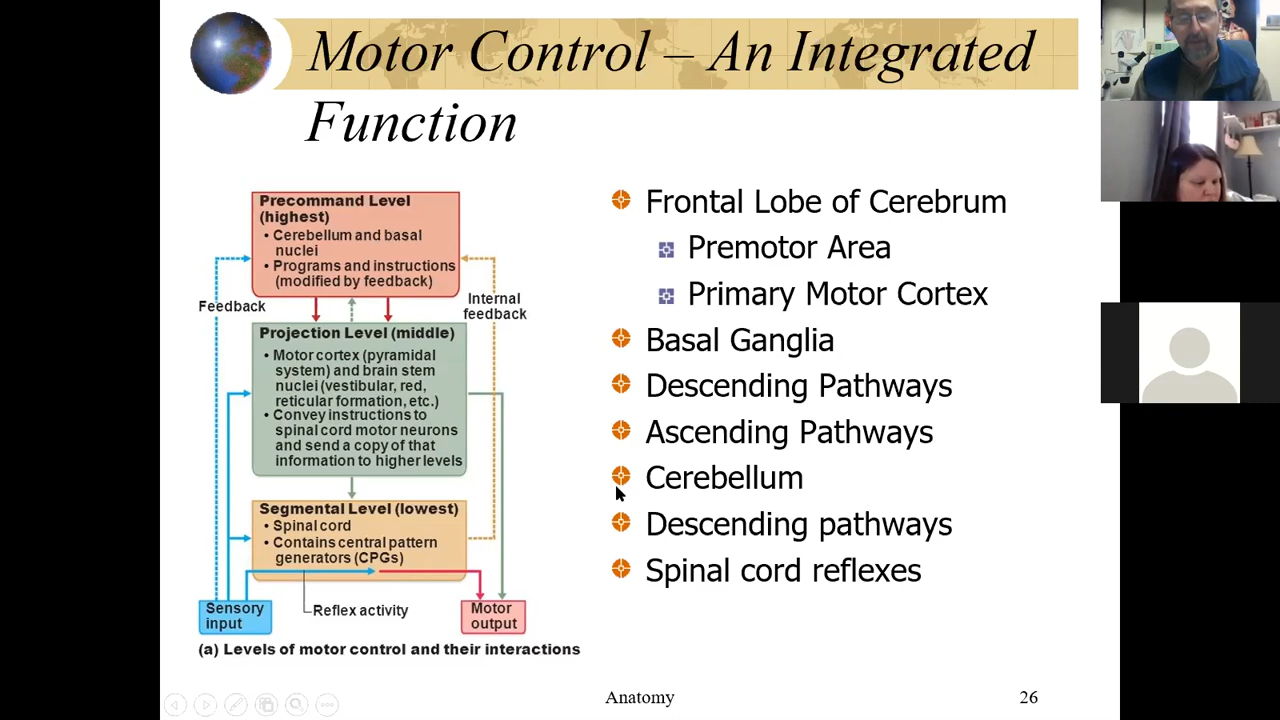 Motor Control – An Integrated
Function
Precommand Level
(highest)
• Cerebellum and basal
nuclei
• Programs and instructions
(modified by feedback)
Feedback
Internal
feedback
Projection Level (middle)
• Motor cortex (pyramidal
system) and brain stem
nuclei (vestibular, red,
reticular formation, etc.)
• Convey instructions to
spinal cord motor neurons
and send a copy of that
information to higher levels
Segmental Level (lowest)
• Spinal cord
• Contains central pattern
generators (CPGs)
Sensory
input
Reflex activity
Motor
output
(a) Levels of motor control and their interactions
Frontal Lobe of Cerebrum
Premotor Area
Primary Motor Cortex
Basal Ganglia
Descending Pathways
Ascending Pathways
Cerebellum
Descending pathways
Spinal cord reflexes
Anatomy
26